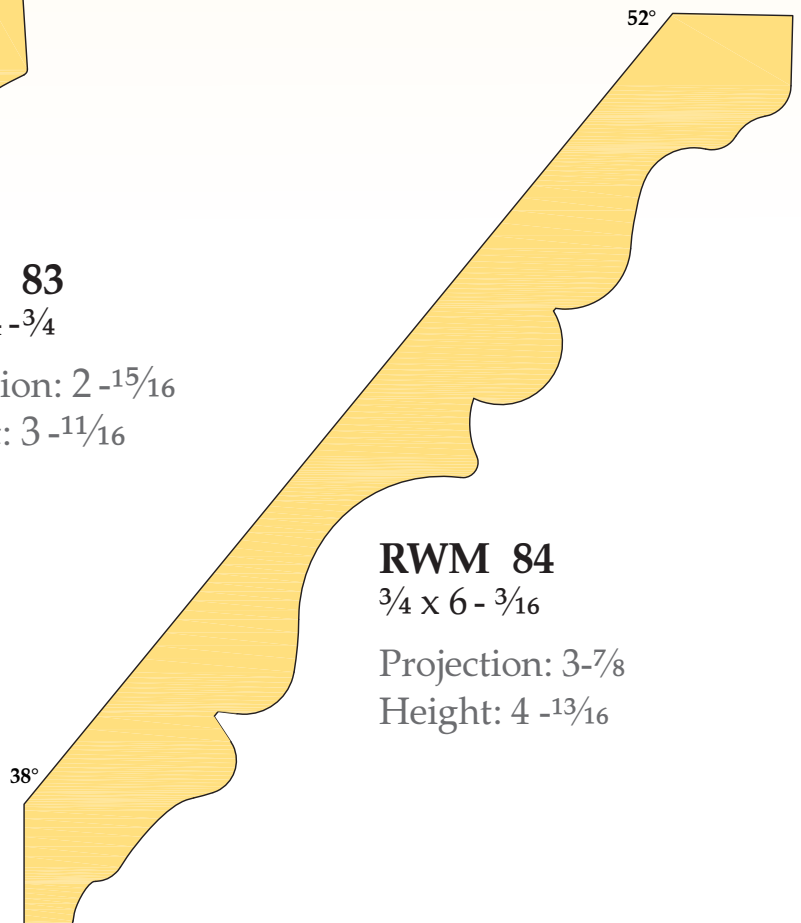 52°
83
-¾
ion: 2 -15/16
: 3 -11/16
RWM 84
¾ x 6 - 3/16
Projection: 3-⅞
Height: 4 -13/16
38°